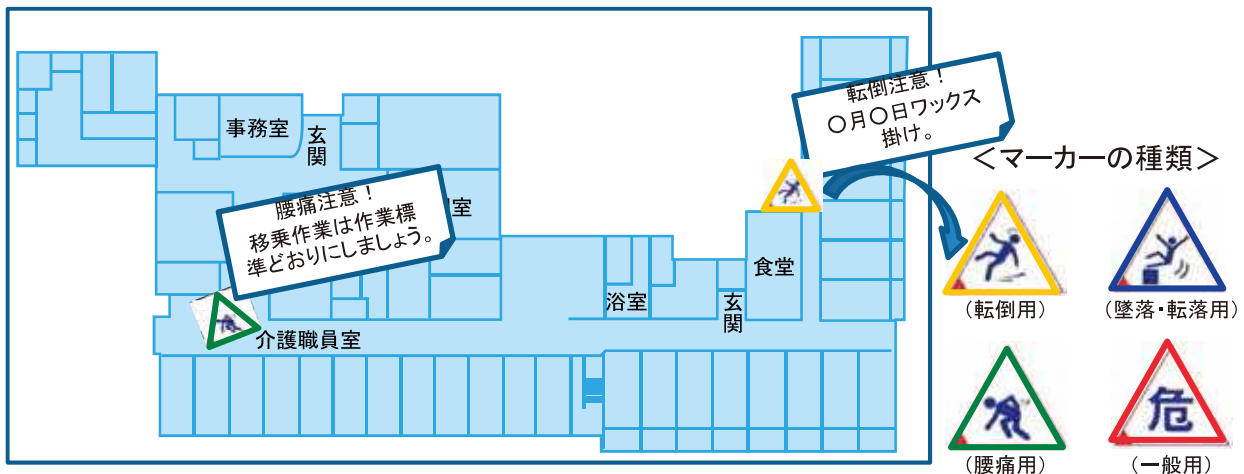 転倒注意!
〇月〇日ワックス
掛け。
事務室
玄
関
<マーカーの種類>
腰痛注意!
移乗作業は作業標
準どおりにしましょう。
室
食堂
浴室
玄
関
介護職員室
(転倒用)
(墜落・転落用)
危
(腰痛用)
(一般用)